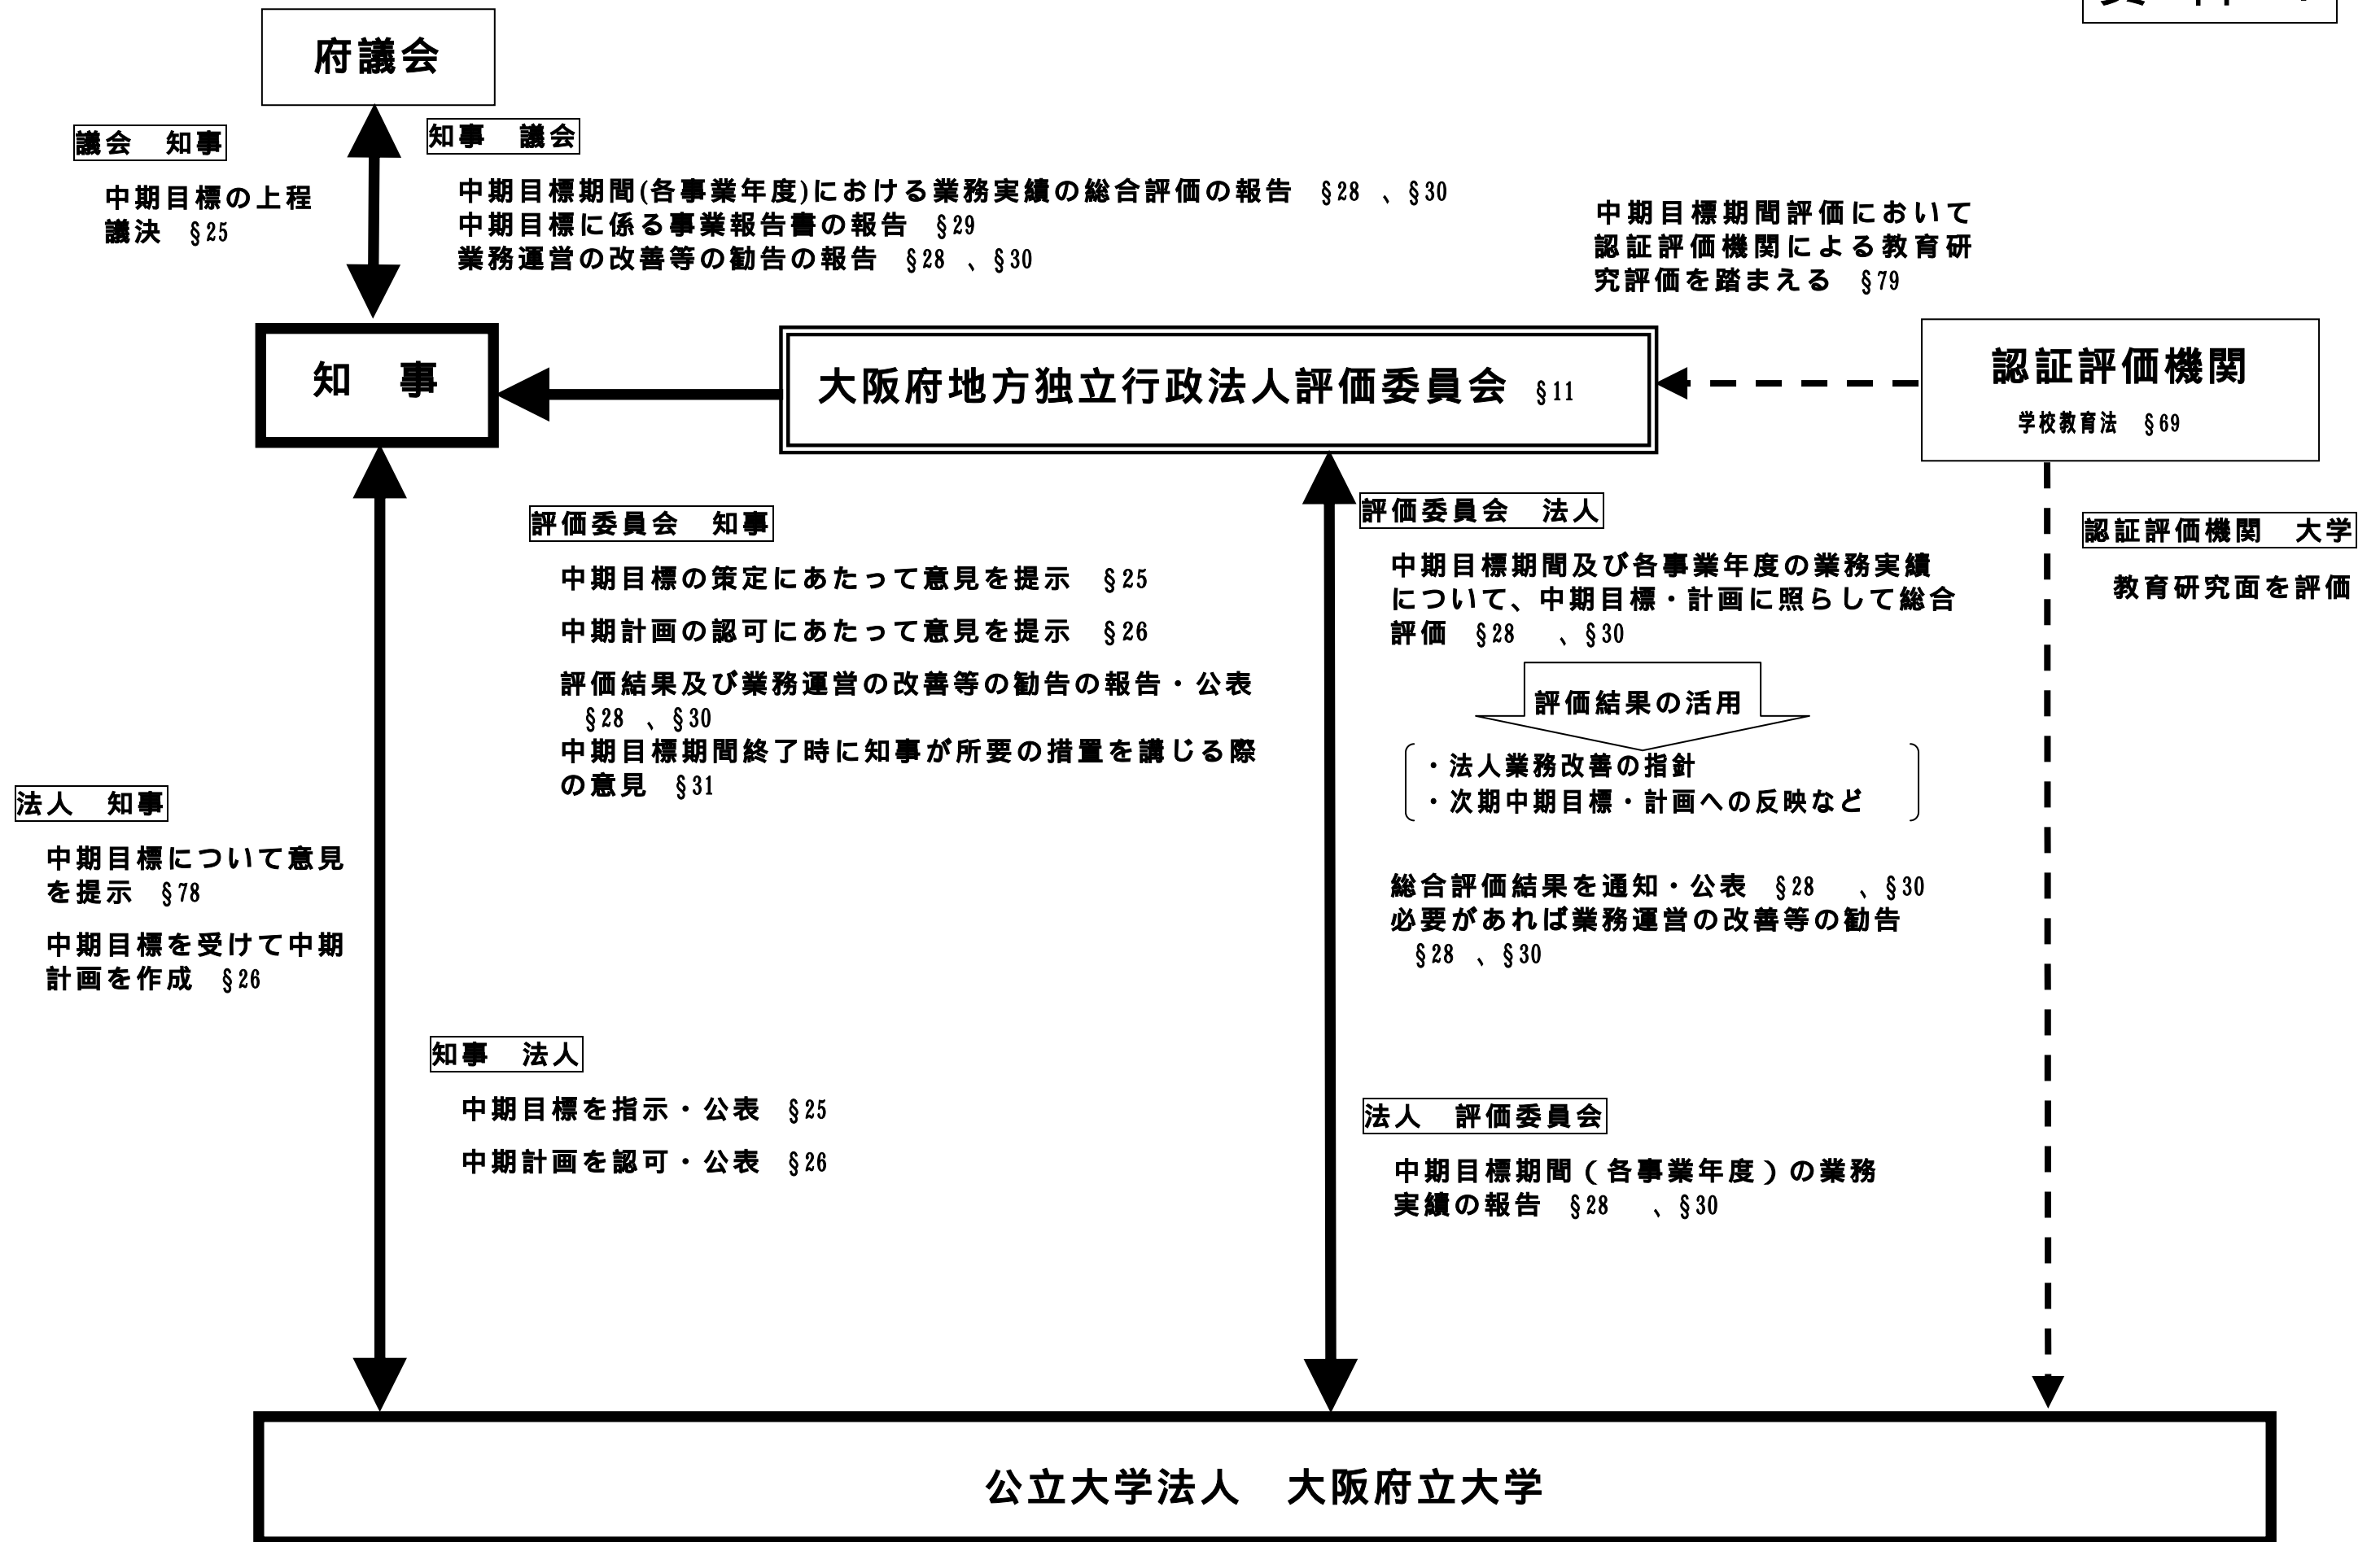 府議会
議会　知事
中期目標の上程
議決　§25
知事　議会
中期目標期間(各事業年度)における業務実績の総合評価の報告　§28　、§30
中期目標に係る事業報告書の報告　§29
業務運営の改善等の勧告の報告　§28　、§30
中期目標期間評価において
認証評価機関による教育研
究評価を踏まえる　§79
知　事
大阪府地方独立行政法人評価委員会　§11
認証評価機関
学校教育法　§69
評価委員会　知事
中期目標の策定にあたって意見を提示　§25
中期計画の認可にあたって意見を提示　§26
評価結果及び業務運営の改善等の勧告の報告・公表
§28　、§30
中期目標期間終了時に知事が所要の措置を講じる際
の意見　§31
評価委員会　法人
中期目標期間及び各事業年度の業務実績
について、中期目標・計画に照らして総合
評価　§28　、§30
評価結果の活用
・法人業務改善の指針
・次期中期目標・計画への反映など
総合評価結果を通知・公表　§28　、§30
必要があれば業務運営の改善等の勧告
§28　、§30
認証評価機関　大学
教育研究面を評価
法人　知事
中期目標について意見
を提示　§78
中期目標を受けて中期
計画を作成　§26
知事　法人
中期目標を指示・公表　§25
中期計画を認可・公表　§26
法人　評価委員会
中期目標期間（各事業年度）の業務
実績の報告　§28　、§30
公立大学法人　大阪府立大学